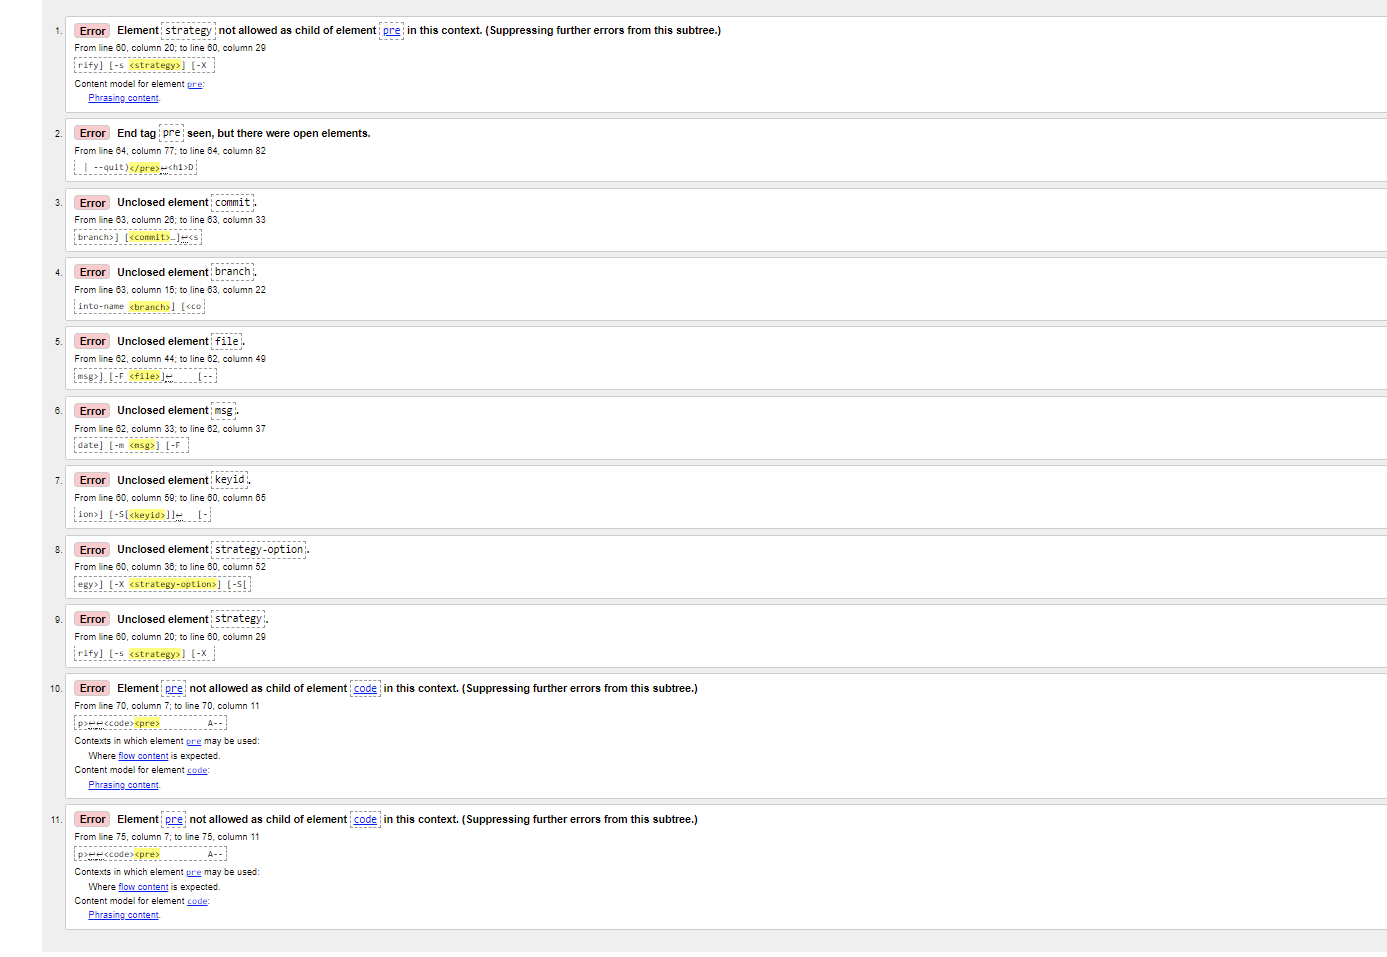 1. Error Element strategy not allowed as child of element pre in this context. (Suppressing further errors from this subtree.)
From line 60, column 20; to line 60, column 29
rify] [-s <strategy>] [-X
Content model for element pre:
Phrasing content.
2. Error End tag pre seen, but there were open elements.
From line 64, column 77; to line 64, column 82
| --quit)</pre>↩<h1>D
3. Error Unclosed element commit.
From line 63, column 26; to line 63, column 33
branch>] [<commit>…]↩<s
4. Error Unclosed element branch.
From line 63, column 15; to line 63, column 22
into-name <branch>] [<co
5. Error Unclosed element file.
From line 62, column 44; to line 62, column 49
msg>] [-F <file>]↩ [--
6. Error Unclosed element msg.
From line 62, column 33; to line 62, column 37
date] [-m <msg>] [-F
7. Error Unclosed element keyid.
From line 60, column 59; to line 60, column 65
ion>] [-S[<keyid>]]↩ [-
8. Error Unclosed element strategy-option.
From line 60, column 36; to line 60, column 52
egy>] [-X <strategy-option>] [-S[
9. Error Unclosed element strategy.
From line 60, column 20; to line 60, column 29
rify] [-s <strategy>] [-X
10. Error Element pre not allowed as child of element code in this context. (Suppressing further errors from this subtree.)
From line 70, column 7; to line 70, column 11
p>↩↩<code><pre> A--
Contexts in which element pre may be used:
Where flow content is expected.
Content model for element code:
Phrasing content.
11. Error Element pre not allowed as child of element code in this context. (Suppressing further errors from this subtree.)
From line 75, column 7; to line 75, column 11
p>↩↩<code><pre> A--
Contexts in which element pre may be used:
Where flow content is expected.
Content model for element code:
Phrasing content.